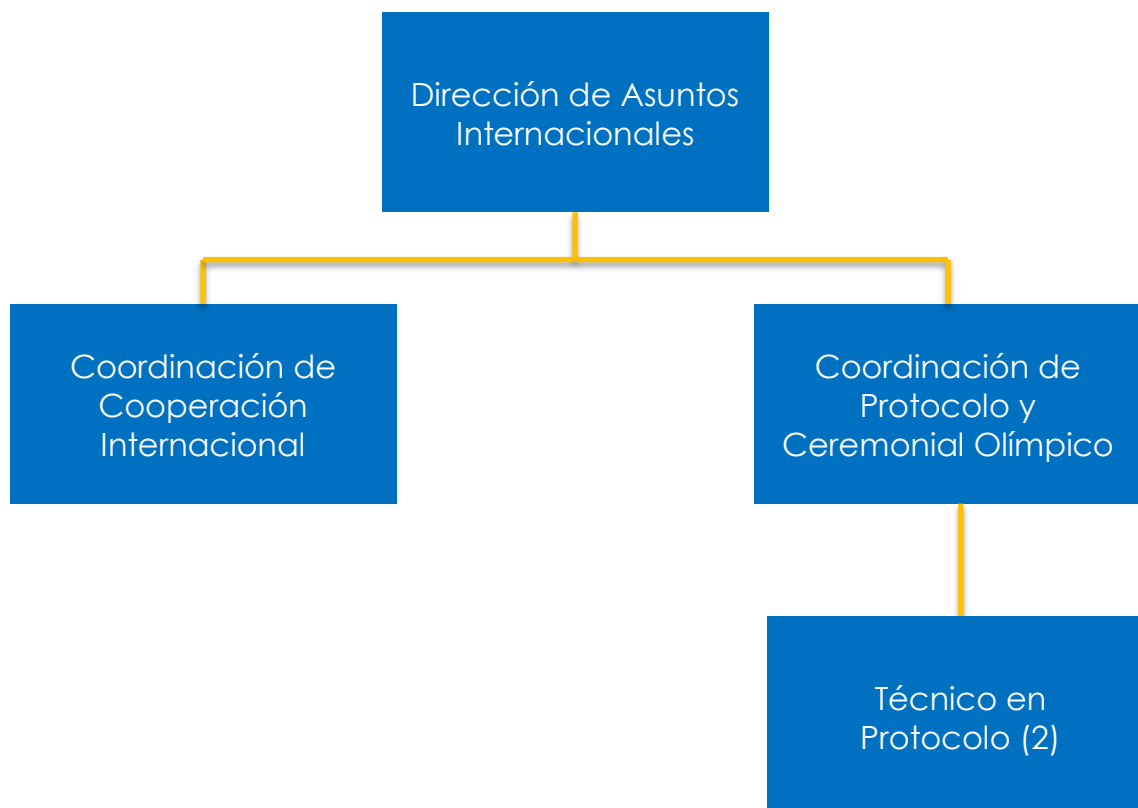 Dirección de Asuntos
Internacionales
Coordinación de
Cooperación
Internacional
Coordinación de
Protocolo y
Ceremonial Olímpico
Técnico en
Protocolo (2)